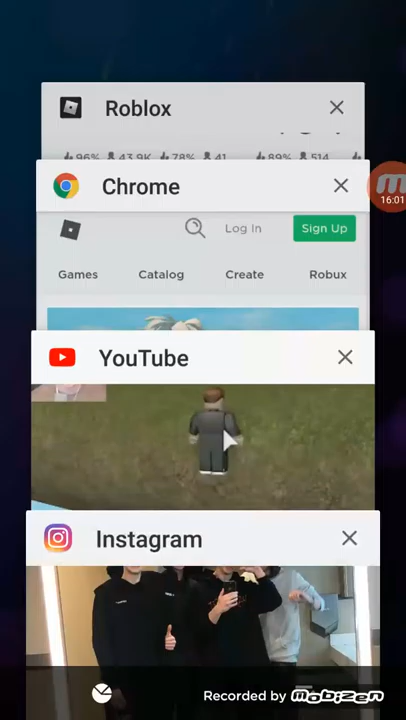 Roblox
96% 43.9K 78% 41 89% 514
Chrome
16:01
Log In Sign Up
Games Catalog Create Robux
YouTube
Instagram
Recorded by mobizen